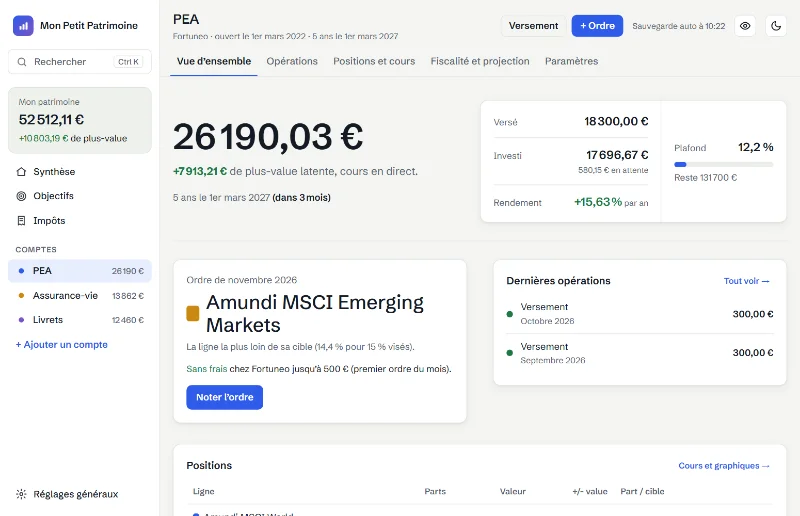 Mon Petit Patrimoine
Rechercher
Ctrl K
Mon patrimoine
52 512,11 €
+10 803,19 € de plus-value
Synthèse
Objectifs
Impôts
COMPTES
PEA
26 190 €
Assurance-vie
13 862 €
Livrets
12 460 €
+ Ajouter un compte
Réglages généraux
PEA
Fortuneo · ouvert le 1er mars 2022 · 5 ans le 1er mars 2027
Versement
+ Ordre
Sauvegarde auto à 10:22
Vue d'ensemble
Opérations
Positions et cours
Fiscalité et projection
Paramètres
26 190,03 €
+7 913,21 € de plus-value latente, cours en direct.
5 ans le 1er mars 2027 (dans 3 mois)
Versé
18 300,00 €
Investi
17 696,67 €
580,15 € en attente
Rendement
+15,63 % par an
Plafond
12,2 %
Reste 131 700 €
Ordre de novembre 2026
Amundi MSCI Emerging
Markets
La ligne la plus loin de sa cible (14,4 % pour 15 % visés).
Sans frais chez Fortuneo jusqu'à 500 € (premier ordre du mois).
Noter l'ordre
Dernières opérations
Tout voir →
Versement
Octobre 2026
300,00 €
Versement
Septembre 2026
300,00 €
Positions
Cours et graphiques →
Ligne
Parts
Valeur
+/- value
Part / cible
Amundi MSCI World